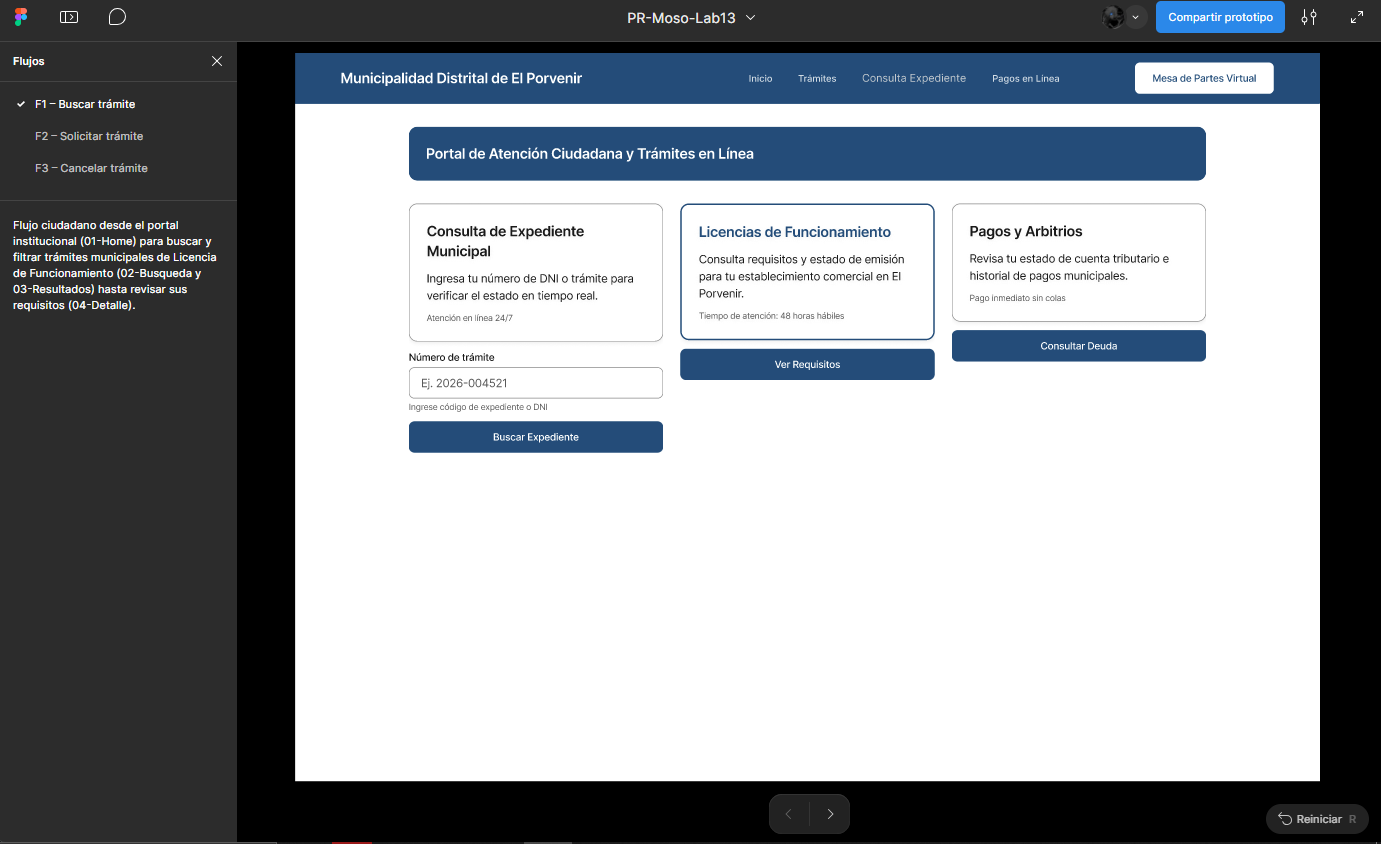 PR-Moso-Lab13
Compartir prototipo
Flujos
F1 – Buscar trámite
F2 – Solicitar trámite
F3 – Cancelar trámite
Flujo ciudadano desde el portal
institucional (01-Home) para buscar y
filtrar trámites municipales de Licencia
de Funcionamiento (02-Busqueda y
03-Resultados) hasta revisar sus
requisitos (04-Detalle).
Municipalidad Distrital de El Porvenir
Inicio
Trámites
Consulta Expediente
Pagos en Línea
Mesa de Partes Virtual
Portal de Atención Ciudadana y Trámites en Línea
Consulta de Expediente
Municipal
Ingresa tu número de DNI o trámite para
verificar el estado en tiempo real.
Atención en línea 24/7
Número de trámite
Ej. 2026-004521
Ingrese código de expediente o DNI
Buscar Expediente
Licencias de Funcionamiento
Consulta requisitos y estado de emisión
para tu establecimiento comercial en El
Porvenir.
Tiempo de atención: 48 horas hábiles
Ver Requisitos
Pagos y Arbitrios
Revisa tu estado de cuenta tributario e
historial de pagos municipales.
Pago inmediato sin colas
Consultar Deuda
Reiniciar R